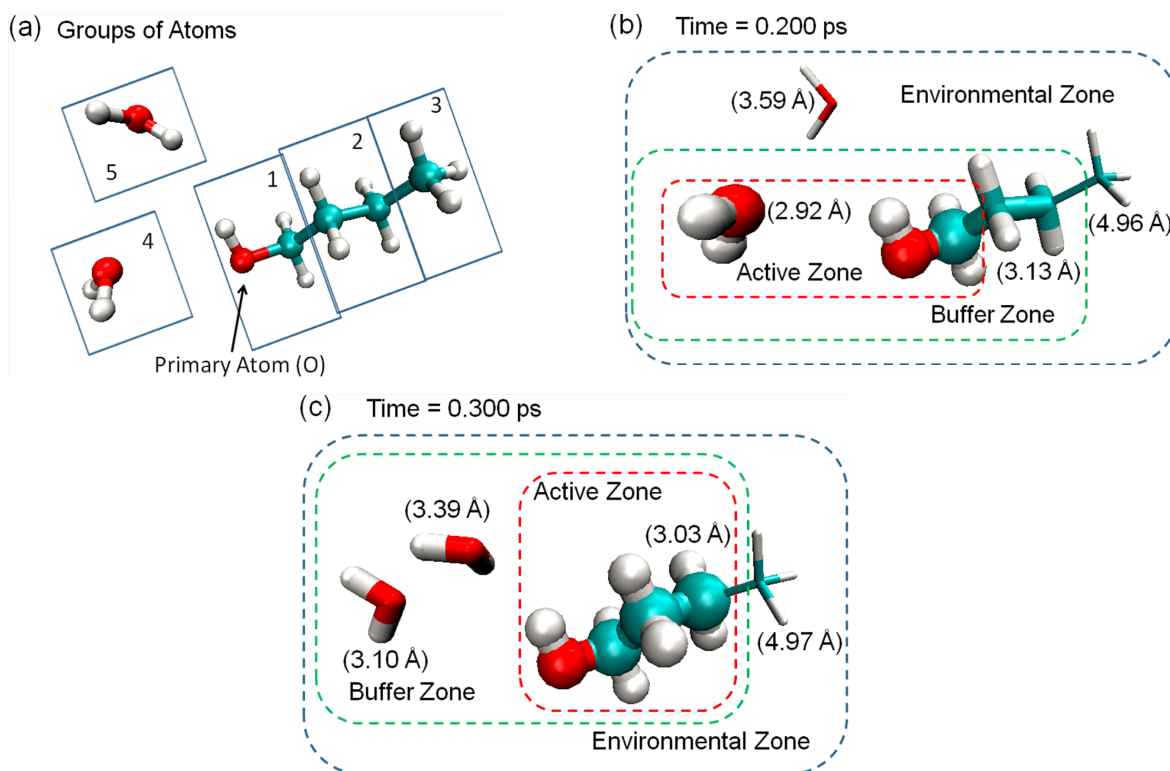 (a) Groups of Atoms
3
2
1
5
4
Primary Atom (O)
(b) Time = 0.200 ps
(3.59 Å)
Environmental Zone
(2.92 Å)
(4.96 Å)
Active Zone
(3.13 Å)
Buffer Zone
(c) Time = 0.300 ps
Active Zone
(3.39 Å)
(3.03 Å)
(3.10 Å)
(4.97 Å)
Buffer Zone
Environmental Zone